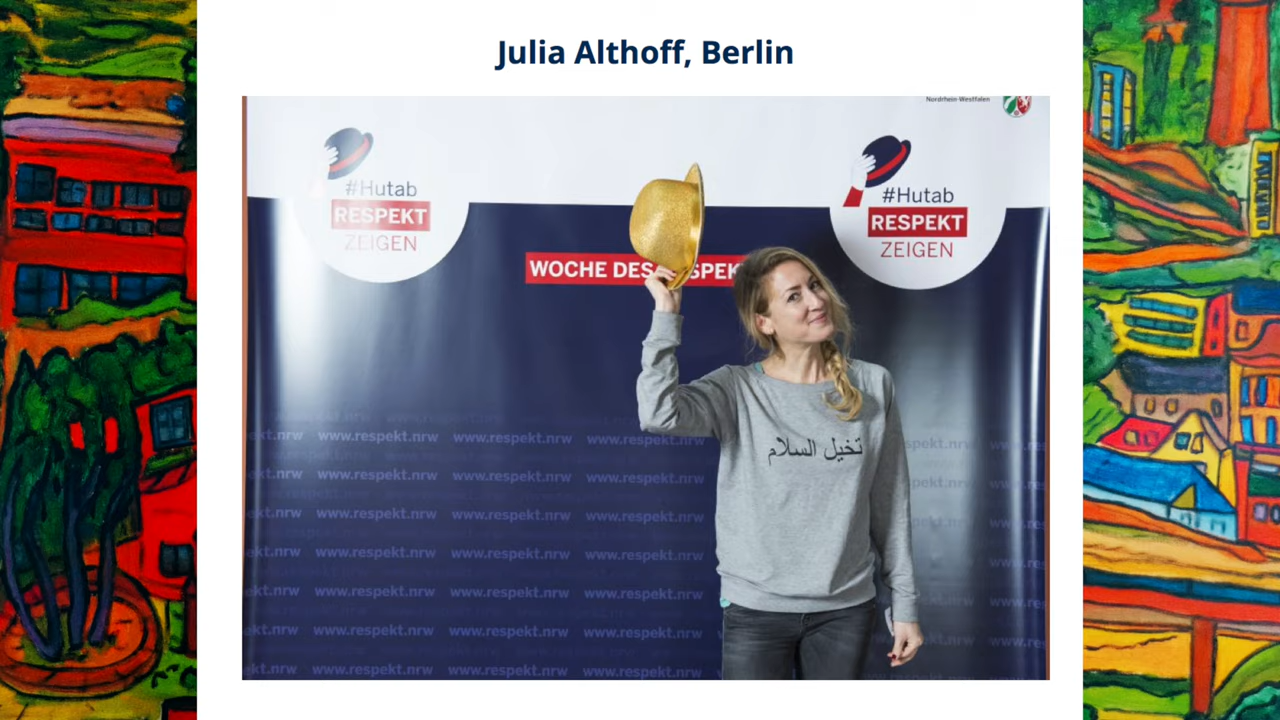 Julia Althoff, Berlin
Nordrhein-Westfalen
#Hutab
RESPEKT
ZEIGEN
#Hutab
RESPEKT
ZEIGEN
WOCHE DES
تخيل السلام
www.respekt.nrw www.respekt.nrw www.respekt.nrw
www.respekt.nrw www.respekt.nrw www.respekt.nrw
www.respekt.nrw www.respekt.nrw www.respekt.nrw
www.respekt.nrw www.respekt.nrw www.respekt.nrw
www.respekt.nrw www.respekt.nrw www.respekt.nrw
www.respekt.nrw www.respekt.nrw www.respekt.nrw
www.respekt.nrw www.respekt.nrw www.respekt.nrw